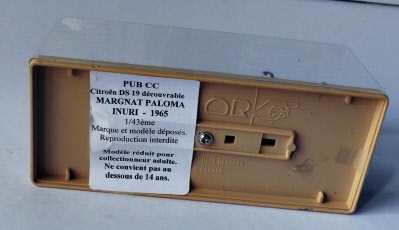 PUB CC
Citroën DS 19 découvrable
MARGNAT PALOMA
INURI - 1965
1/43ème
Marque et modèle déposés.
Reproduction interdite
Modèle réduit pour
collectionneur adulte.
Ne convient pas au
dessous de 14 ans.